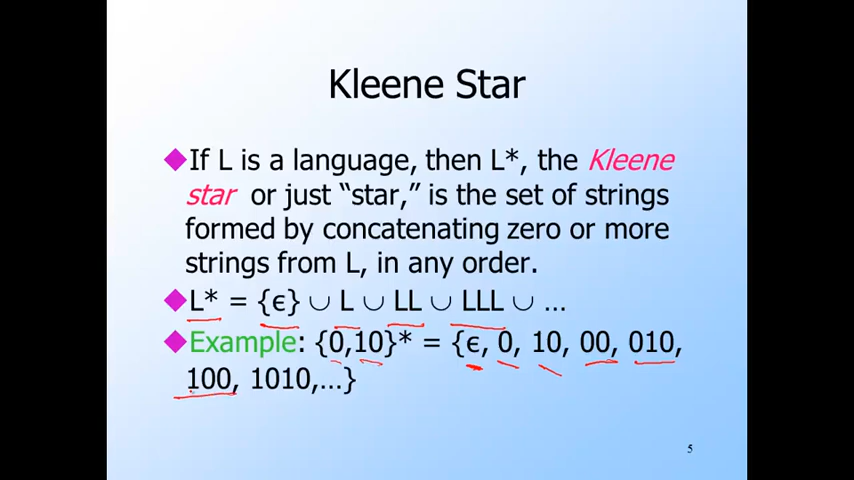 Kleene Star
If L is a language, then L*, the Kleene
star or just “star,” is the set of strings
formed by concatenating zero or more
strings from L, in any order.
L* = {ϵ} ∪ L ∪ LL ∪ LLL ∪ …
Example: {0,10}* = {ϵ, 0, 10, 00, 010,
100, 1010,…}
5